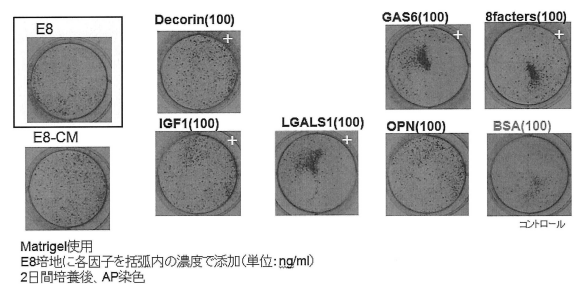 E8
Decorin(100)
GAS6(100)
8facters(100)
+
+
+
E8-CM
IGF1(100)
LGALS1(100)
OPN(100)
BSA(100)
+
+
コントロール
Matrigel使用
E8培地に各因子を括弧内の濃度で添加(単位:ng/ml)
2日間培養後、AP染色